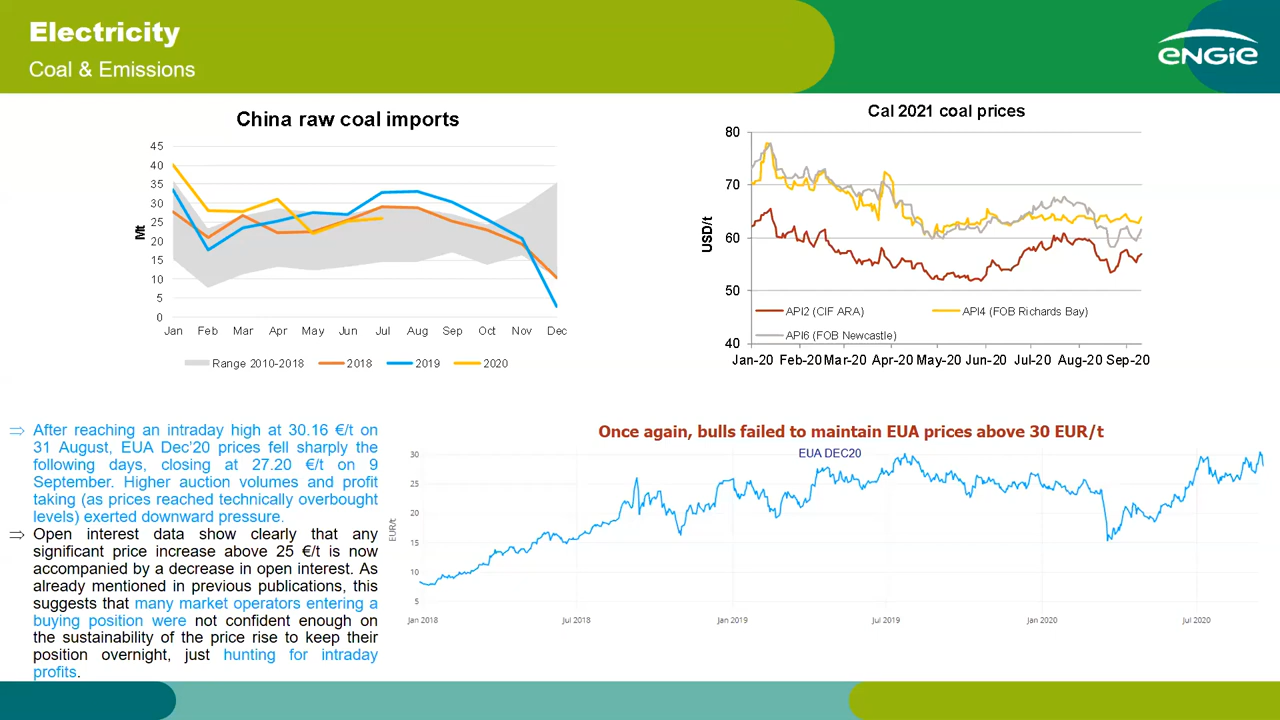 Electricity
Coal & Emissions
ENGIE
China raw coal imports
45
40
35
30
25
20
15
10
5
0
Mt
Jan Feb Mar Apr May Jun Jul Aug Sep Oct Nov Dec
Range 2010-2018 2018 2019 2020
Cal 2021 coal prices
80
70
60
50
40
USD/t
API2 (CIF ARA) API4 (FOB Richards Bay)
API6 (FOB Newcastle)
Jan-20 Feb-20 Mar-20 Apr-20 May-20 Jun-20 Jul-20 Aug-20 Sep-20
⇒ After reaching an intraday high at 30.16 €/t on
31 August, EUA Dec'20 prices fell sharply the
following days, closing at 27.20 €/t on 9
September. Higher auction volumes and profit
taking (as prices reached technically overbought
levels) exerted downward pressure.
⇒ Open interest data show clearly that any
significant price increase above 25 €/t is now
accompanied by a decrease in open interest. As
already mentioned in previous publications, this
suggests that many market operators entering a
buying position were not confident enough on
the sustainability of the price rise to keep their
position overnight, just hunting for intraday
profits.
Once again, bulls failed to maintain EUA prices above 30 EUR/t
EUA DEC20
30
25
20
15
10
5
EUR/t
Jan 2018 Jul 2018 Jan 2019 Jul 2019 Jan 2020 Jul 2020